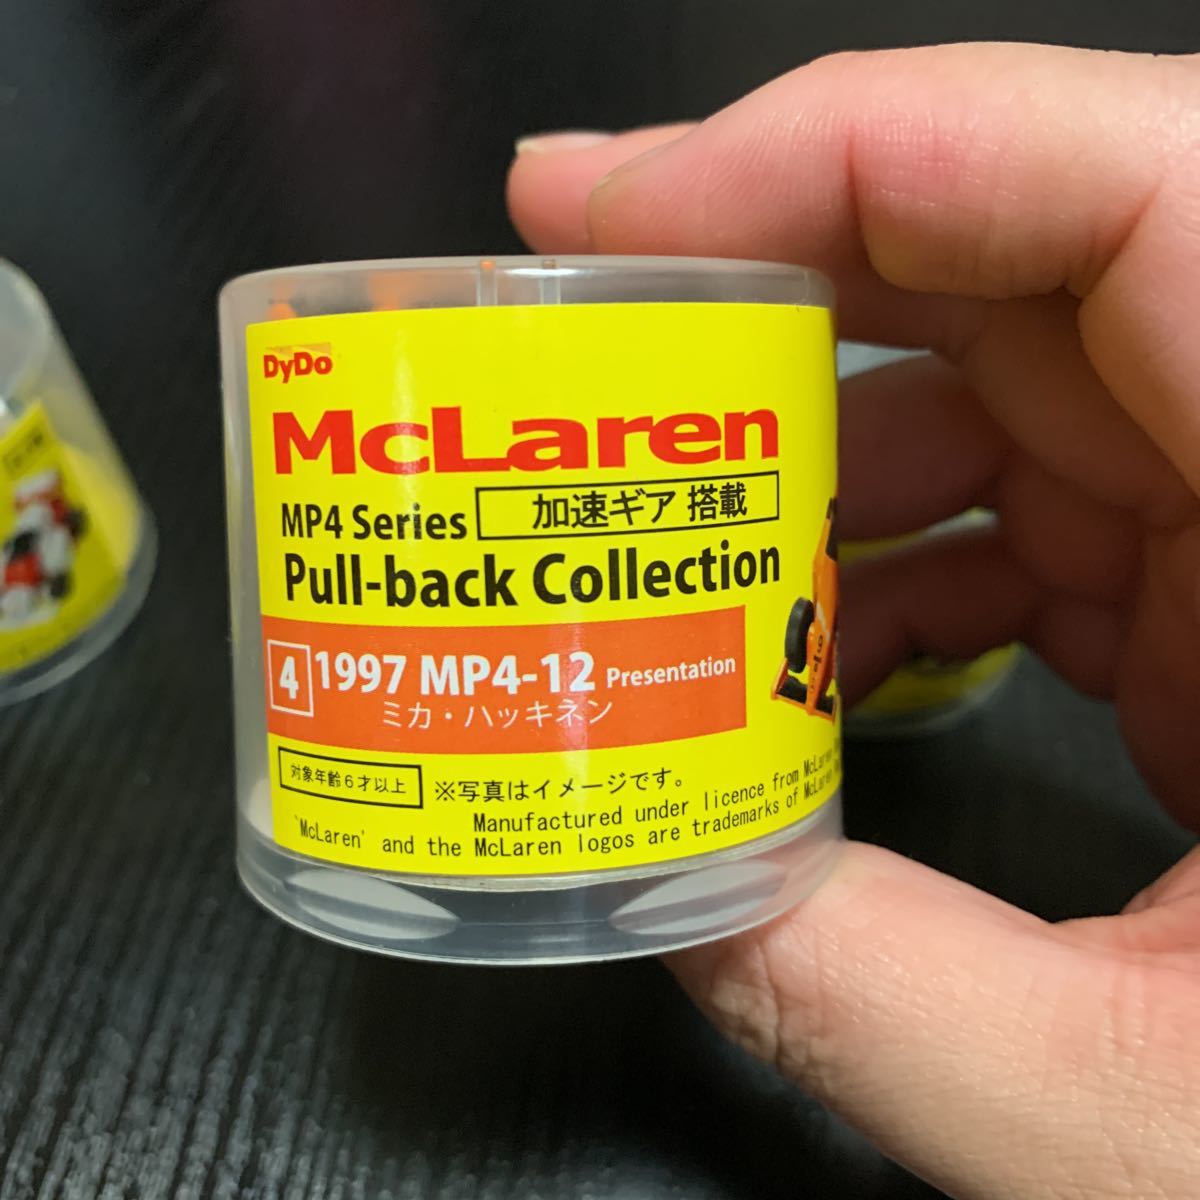 DyDo
McLaren
MP4 Series 加速ギア 搭載
Pull-back Collection
4 1997 MP4-12 Presentation
ミカ・ハッキネン
対象年齢6才以上 ※写真はイメージです。
Manufactured under licence from McLaren
'McLaren' and the McLaren logos are trademarks of McLaren